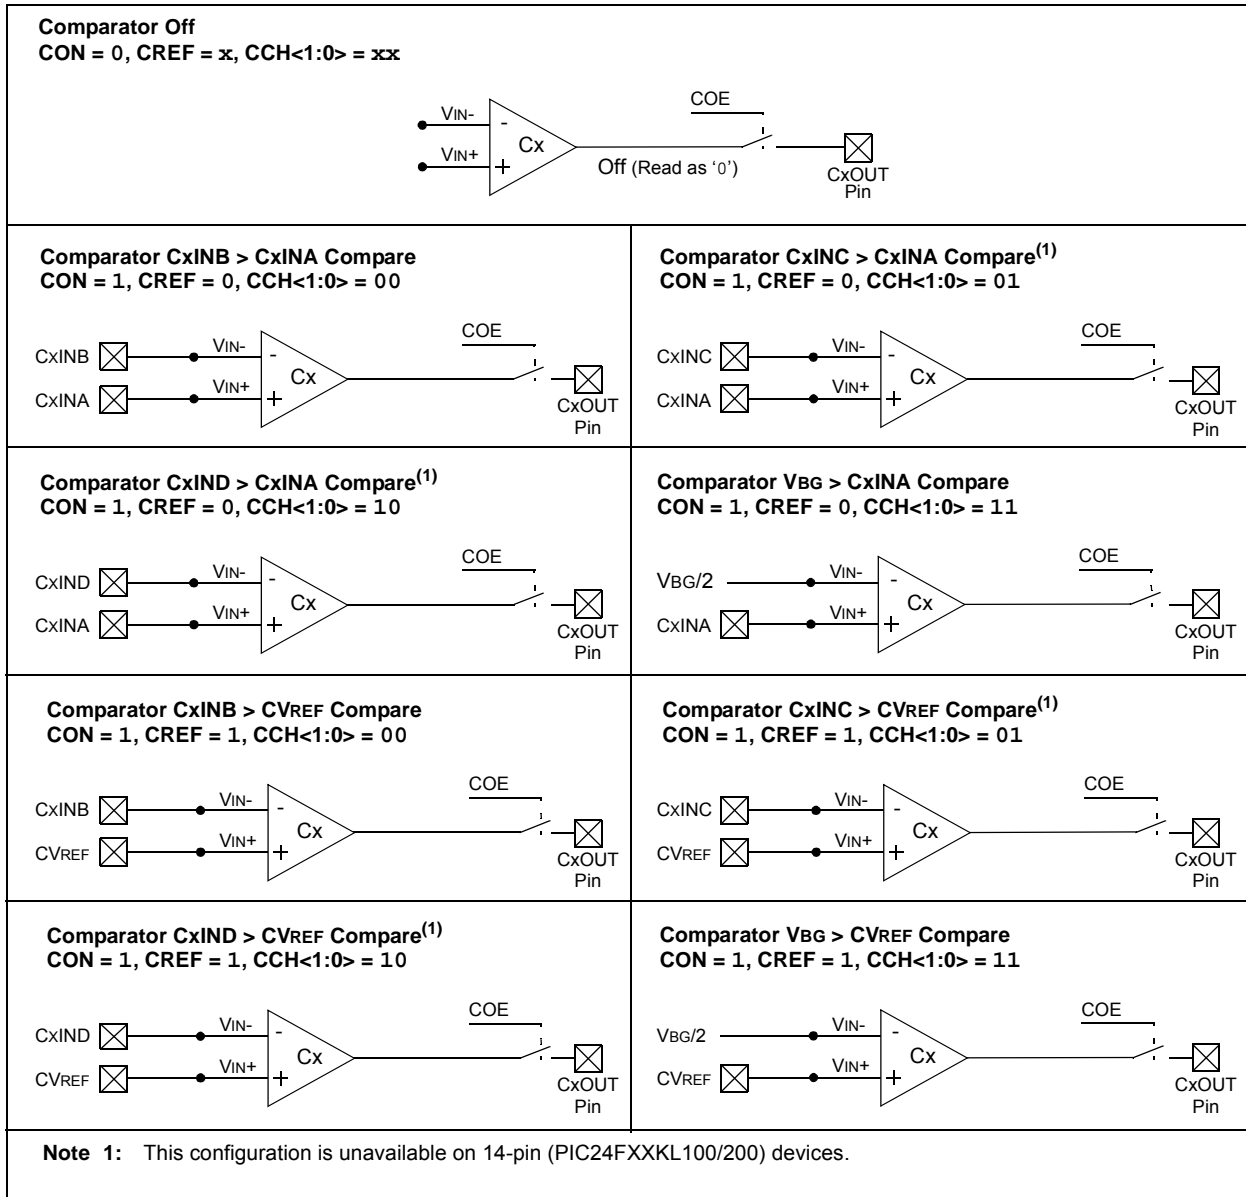 Comparator Off
CON = 0, CREF = x, CCH<1:0> = xx
COE
VIN-
-
Cx
VIN+
+
Off (Read as ‘0’)
CxOUT
Pin
Comparator CxINB > CxINA Compare
CON = 1, CREF = 0, CCH<1:0> = 00
COE
CxINB
VIN-
-
Cx
CxINA
VIN+
+
CxOUT
Pin
Comparator CxINC > CxINA Compare(1)
CON = 1, CREF = 0, CCH<1:0> = 01
COE
CxINC
VIN-
-
Cx
CxINA
VIN+
+
CxOUT
Pin
Comparator CxIND > CxINA Compare(1)
CON = 1, CREF = 0, CCH<1:0> = 10
COE
CxIND
VIN-
-
Cx
CxINA
VIN+
+
CxOUT
Pin
Comparator VBG > CxINA Compare
CON = 1, CREF = 0, CCH<1:0> = 11
COE
VBG/2
VIN-
-
Cx
CxINA
VIN+
+
CxOUT
Pin
Comparator CxINB > CVREF Compare
CON = 1, CREF = 1, CCH<1:0> = 00
COE
CxINB
VIN-
-
Cx
CVREF
VIN+
+
CxOUT
Pin
Comparator CxINC > CVREF Compare(1)
CON = 1, CREF = 1, CCH<1:0> = 01
COE
CxINC
VIN-
-
Cx
CVREF
VIN+
+
CxOUT
Pin
Comparator CxIND > CVREF Compare(1)
CON = 1, CREF = 1, CCH<1:0> = 10
COE
CxIND
VIN-
-
Cx
CVREF
VIN+
+
CxOUT
Pin
Comparator VBG > CVREF Compare
CON = 1, CREF = 1, CCH<1:0> = 11
COE
VBG/2
VIN-
-
Cx
CVREF
VIN+
+
CxOUT
Pin
Note 1: This configuration is unavailable on 14-pin (PIC24FXXKL100/200) devices.